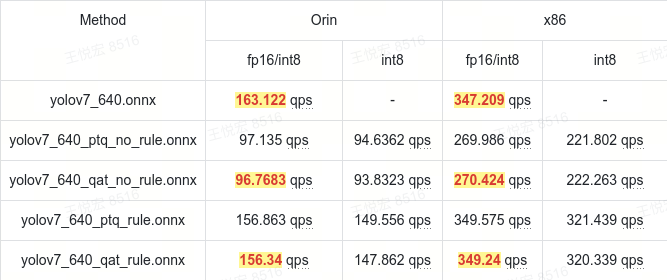 Method Orin x86
fp16/int8 int8 fp16/int8 int8
yolov7_640.onnx 163.122 qps - 347.209 qps -
yolov7_640_ptq_no_rule.onnx 97.135 qps 94.6362 qps 269.986 qps 221.802 qps
yolov7_640_qat_no_rule.onnx 96.7683 qps 93.8323 qps 270.424 qps 222.263 qps
yolov7_640_ptq_rule.onnx 156.863 qps 149.556 qps 349.575 qps 321.439 qps
yolov7_640_qat_rule.onnx 156.34 qps 147.862 qps 349.24 qps 320.339 qps
王悦宏 8516